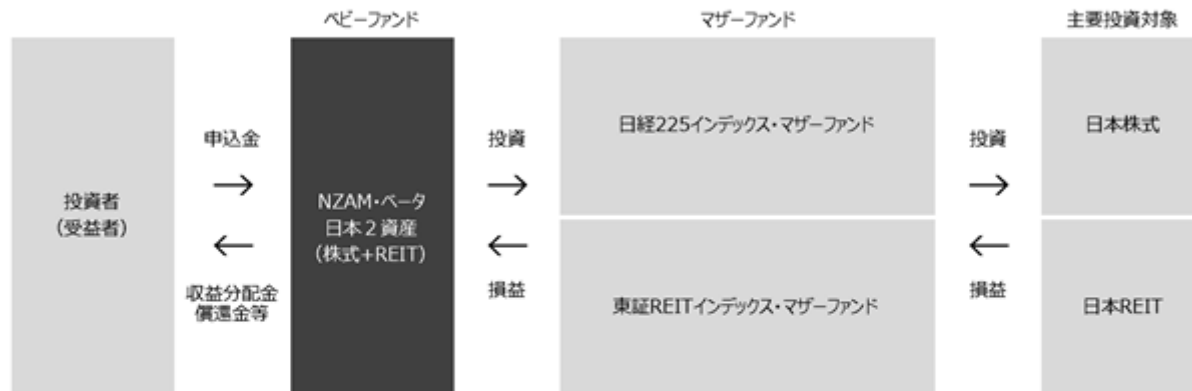 ベビーファンド
マザーファンド
主要投資対象
投資者
（受益者）
申込金
収益分配金
償還金等
NZAM・ベータ
日本２資産
（株式+REIT）
投資
損益
日経225インデックス・マザーファンド
東証REITインデックス・マザーファンド
投資
損益
日本株式
日本REIT